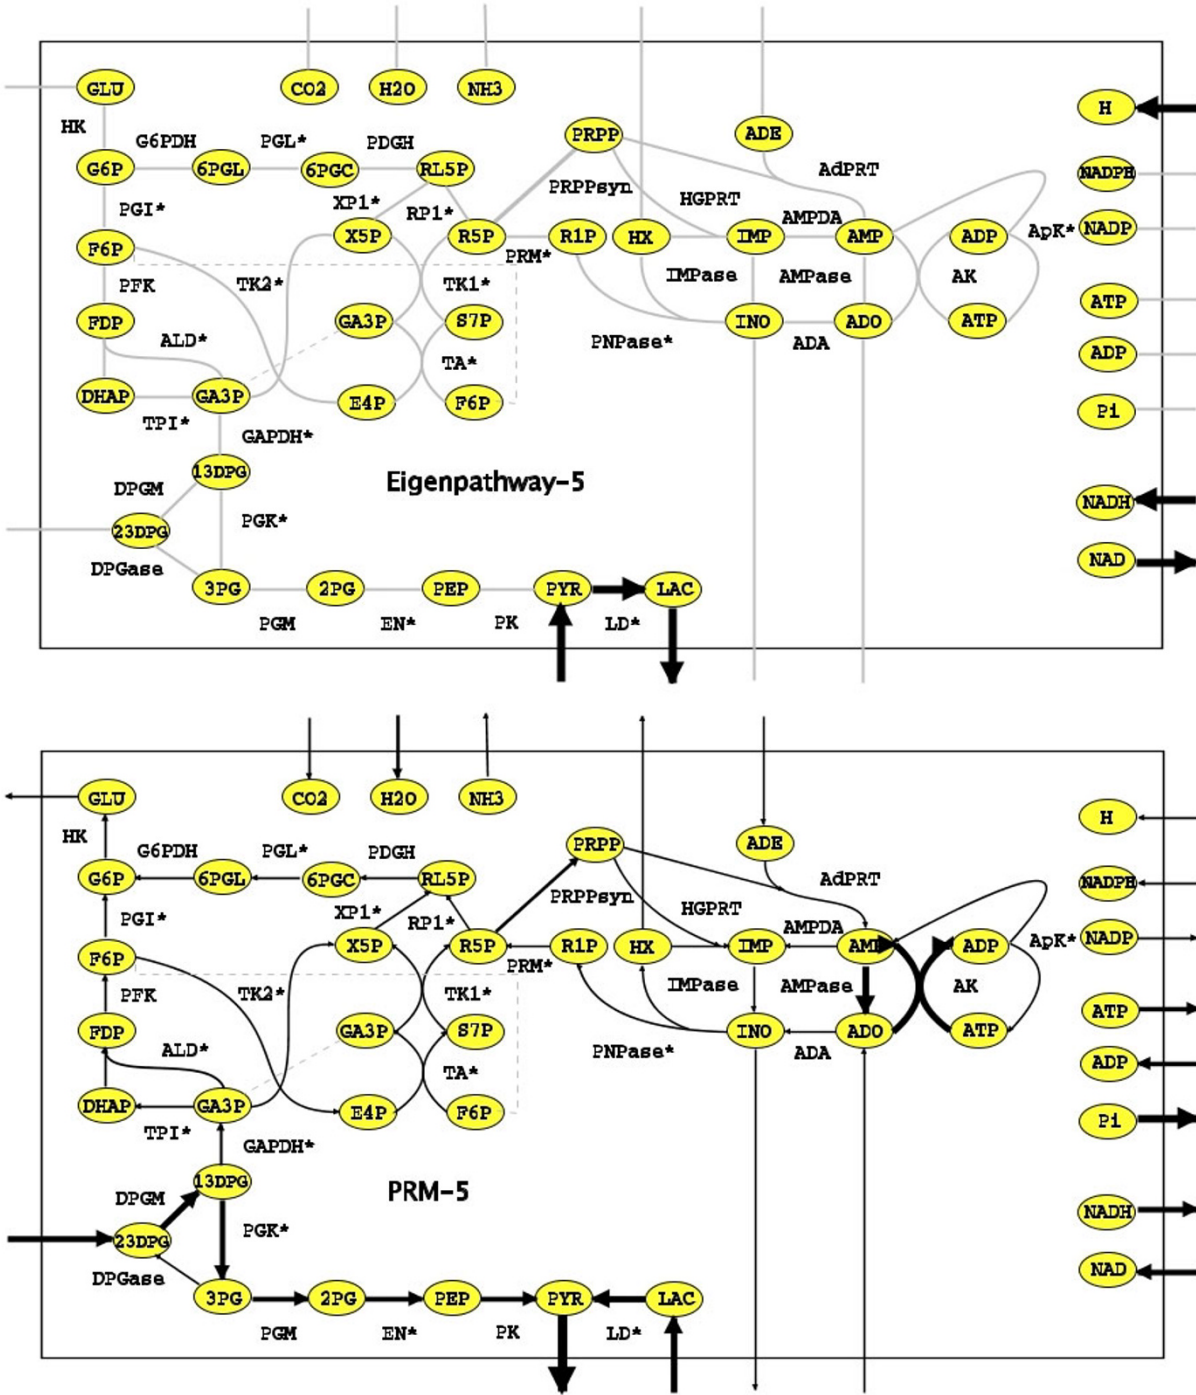 GLU CO2 H2O NH3
H
HK G6PDH PGL* PDGH PRPP ADE
G6P 6PGL 6PGC RL5P AdPRT NADPH
PGI* XP1* RP1* PRPPsyn HGPRT AMPDA
F6P X5P R5P R1P HX IMP AMP ADP ApK* NADP
PRM*
PFK TK2* TK1* IMPase AMPase AK
ATP
FDP GA3P S7P INO ADO ATP
ALD* TA* PNPase* ADA ADP
DHAP GA3P E4P F6P Pi
TPI* GAPDH*
13DPG
DPGM Eigenpathway-5
NADH
23DPG PGK*
DPGase NAD
3PG 2PG PEP PYR LAC
PGM EN* PK LD*
GLU CO2 H2O NH3
H
HK G6PDH PGL* PDGH PRPP ADE
G6P 6PGL 6PGC RL5P AdPRT NADPH
PGI* XP1* RP1* PRPPsyn HGPRT AMPDA
F6P X5P R5P R1P HX IMP AMP ADP ApK* NADP
PRM*
PFK TK2* TK1* IMPase AMPase AK
ATP
FDP GA3P S7P INO ADO ATP
ALD* TA* PNPase* ADA ADP
DHAP GA3P E4P F6P Pi
TPI* GAPDH*
13DPG
DPGM PRM-5
NADH
23DPG PGK*
DPGase NAD
3PG 2PG PEP PYR LAC
PGM EN* PK LD*